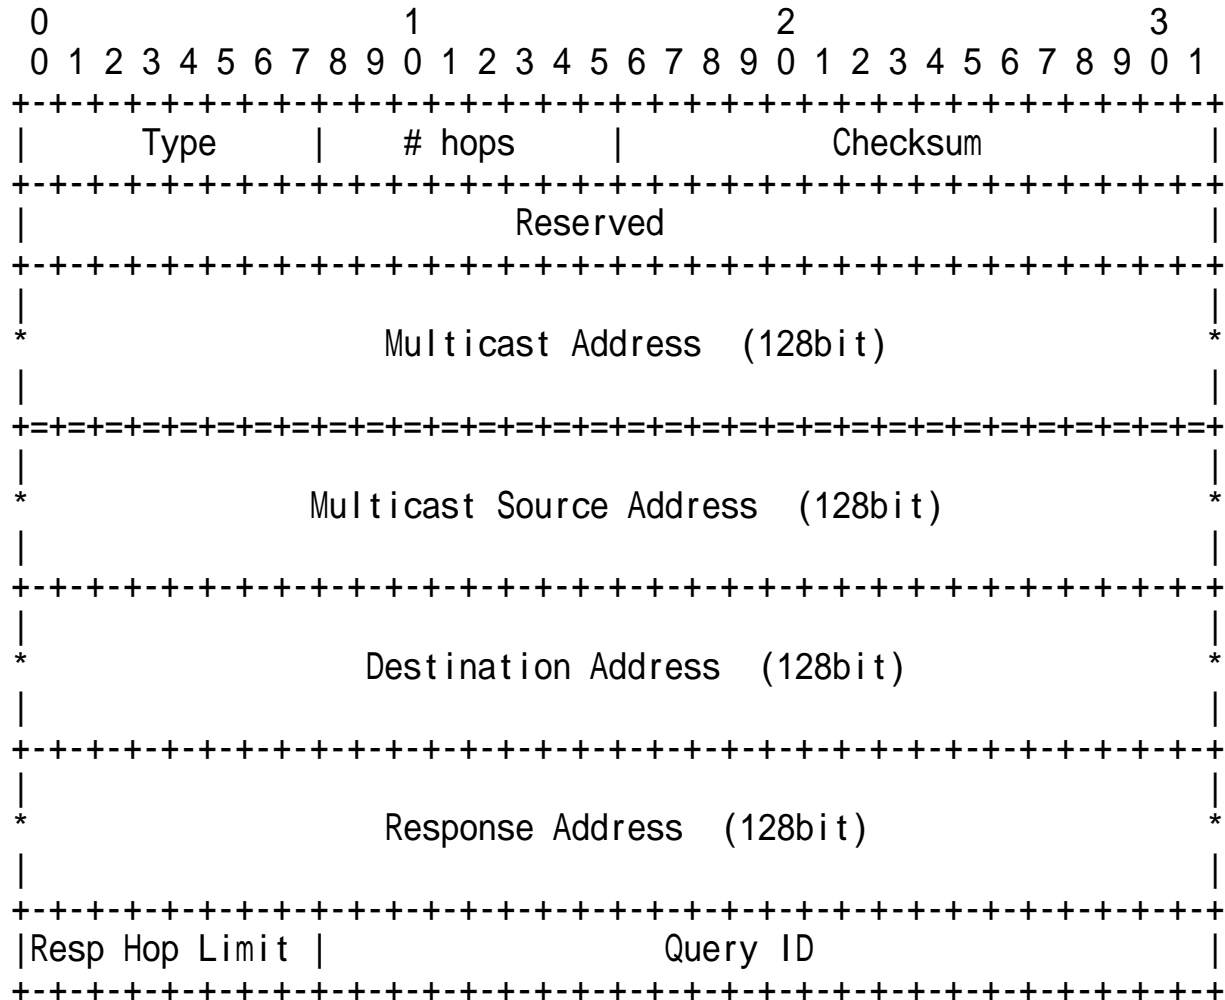 0                   1                   2                   3
 0 1 2 3 4 5 6 7 8 9 0 1 2 3 4 5 6 7 8 9 0 1 2 3 4 5 6 7 8 9 0 1
+-+-+-+-+-+-+-+-+-+-+-+-+-+-+-+-+-+-+-+-+-+-+-+-+-+-+-+-+-+-+-+-+
|      Type     |    # hops     |           Checksum            |
+-+-+-+-+-+-+-+-+-+-+-+-+-+-+-+-+-+-+-+-+-+-+-+-+-+-+-+-+-+-+-+-+
|                          Reserved                             |
+-+-+-+-+-+-+-+-+-+-+-+-+-+-+-+-+-+-+-+-+-+-+-+-+-+-+-+-+-+-+-+-+
|                                                               |
*                   Multicast Address  (128bit)                 *
|                                                               |
+=+=+=+=+=+=+=+=+=+=+=+=+=+=+=+=+=+=+=+=+=+=+=+=+=+=+=+=+=+=+=+=+
|                                                               |
*               Multicast Source Address  (128bit)              *
|                                                               |
+-+-+-+-+-+-+-+-+-+-+-+-+-+-+-+-+-+-+-+-+-+-+-+-+-+-+-+-+-+-+-+-+
|                                                               |
*                  Destination Address  (128bit)                *
|                                                               |
+-+-+-+-+-+-+-+-+-+-+-+-+-+-+-+-+-+-+-+-+-+-+-+-+-+-+-+-+-+-+-+-+
|                                                               |
*                   Response Address  (128bit)                  *
|                                                               |
+-+-+-+-+-+-+-+-+-+-+-+-+-+-+-+-+-+-+-+-+-+-+-+-+-+-+-+-+-+-+-+-+
|Resp Hop Limit |                  Query ID                     |
+-+-+-+-+-+-+-+-+-+-+-+-+-+-+-+-+-+-+-+-+-+-+-+-+-+-+-+-+-+-+-+-+